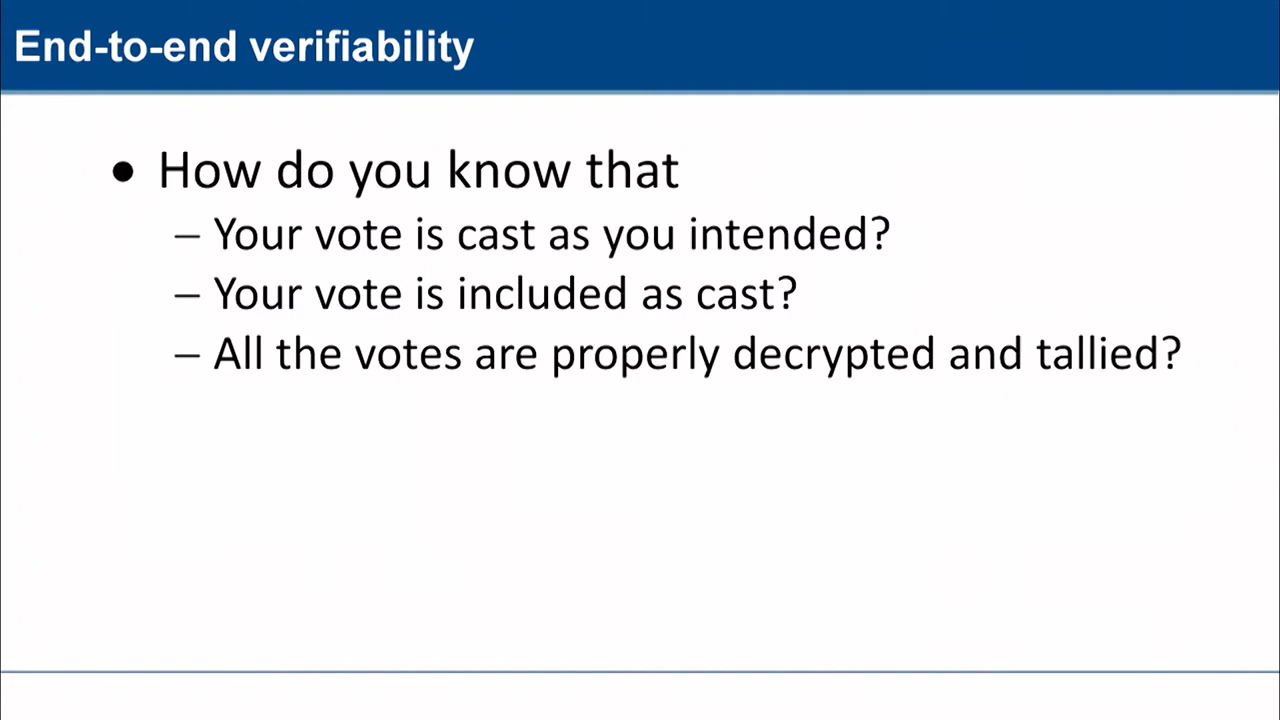 End-to-end verifiability
• How do you know that
– Your vote is cast as you intended?
– Your vote is included as cast?
– All the votes are properly decrypted and tallied?